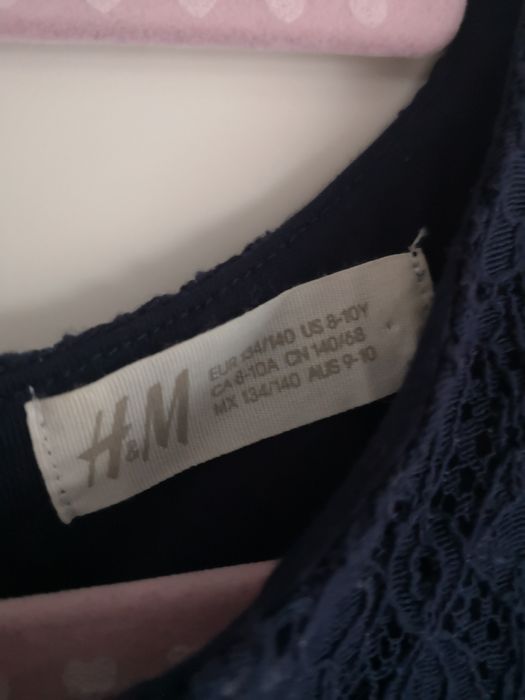 H&M
EUR 134/140 US 8-10Y
CA 8-10A CN 140/68
MX 134/140 AUS 9-10